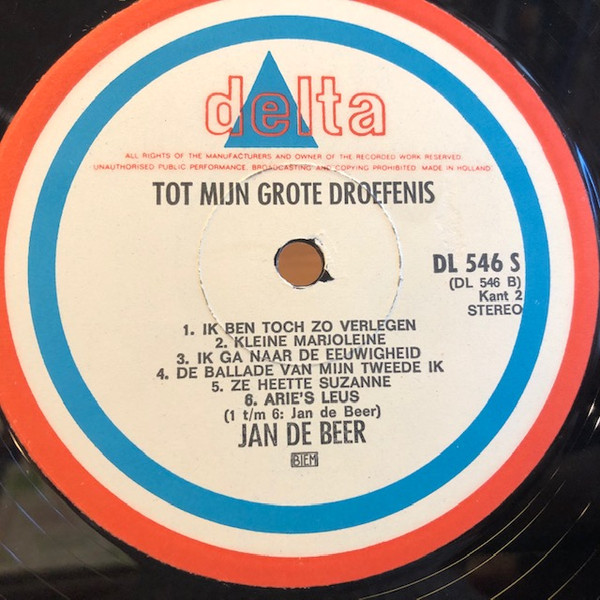 delta
ALL RIGHTS OF THE MANUFACTURERS AND OWNER OF THE RECORDED WORK RESERVED.
UNAUTHORISED PUBLIC PERFORMANCE, BROADCASTING AND COPYING PROHIBITED. MADE IN HOLLAND
TOT MIJN GROTE DROEFENIS
DL 546 S
(DL 546 B)
Kant 2
STEREO
1. IK BEN TOCH ZO VERLEGEN
2. KLEINE MARJOLEINE
3. IK GA NAAR DE EEUWIGHEID
4. DE BALLADE VAN MIJN TWEEDE IK
5. ZE HEETTE SUZANNE
6. ARIE'S LEUS
(1 t/m 6: Jan de Beer)
JAN DE BEER
BIEM